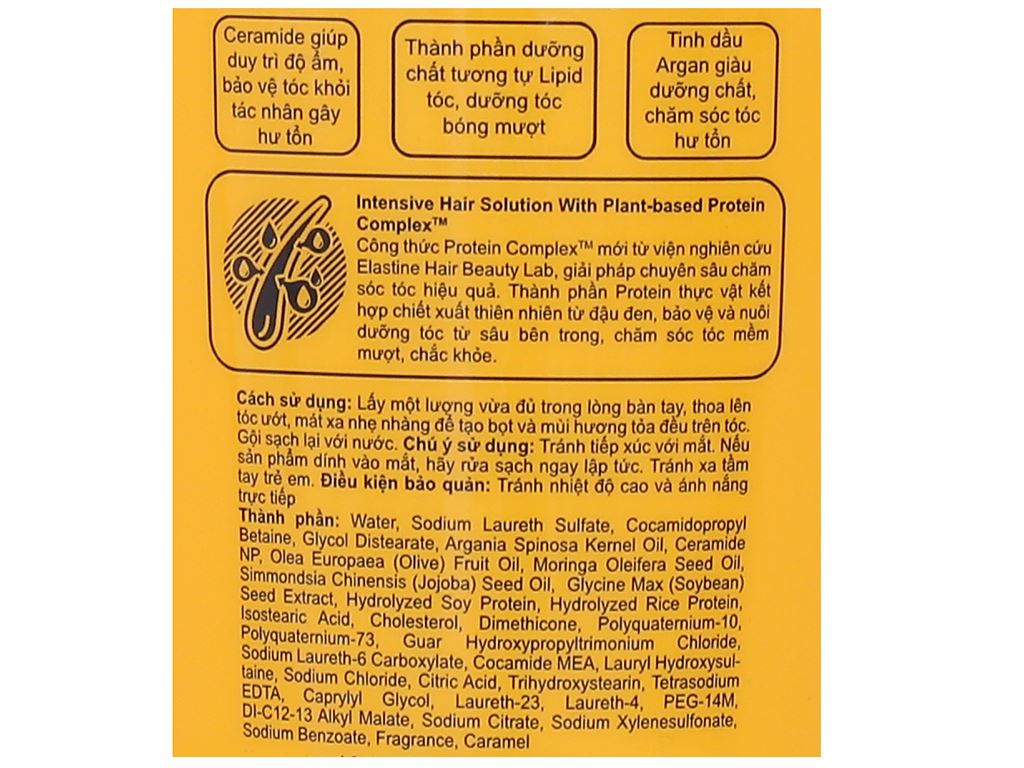 Ceramide giúp
duy trì độ ẩm,
bảo vệ tóc khỏi
tác nhân gây
hư tổn
Thành phần dưỡng
chất tương tự Lipid
tóc, dưỡng tóc
bóng mượt
Tinh dầu
Argan giàu
dưỡng chất,
chăm sóc tóc
hư tổn
Intensive Hair Solution With Plant-based Protein
Complex™
Công thức Protein Complex™ mới từ viện nghiên cứu
Elastine Hair Beauty Lab, giải pháp chuyên sâu chăm
sóc tóc hiệu quả. Thành phần Protein thực vật kết
hợp chiết xuất thiên nhiên từ đậu đen, bảo vệ và nuôi
dưỡng tóc từ sâu bên trong, chăm sóc tóc mềm
mượt, chắc khỏe.
Cách sử dụng: Lấy một lượng vừa đủ trong lòng bàn tay, thoa lên
tóc ướt, mát xa nhẹ nhàng để tạo bọt và mùi hương tỏa đều trên tóc.
Gội sạch lại với nước. Chú ý sử dụng: Tránh tiếp xúc với mắt. Nếu
sản phẩm dính vào mắt, hãy rửa sạch ngay lập tức. Tránh xa tầm
tay trẻ em. Điều kiện bảo quản: Tránh nhiệt độ cao và ánh nắng
trực tiếp
Thành phần: Water, Sodium Laureth Sulfate, Cocamidopropyl
Betaine, Glycol Distearate, Argania Spinosa Kernel Oil, Ceramide
NP, Olea Europaea (Olive) Fruit Oil, Moringa Oleifera Seed Oil,
Simmondsia Chinensis (Jojoba) Seed Oil, Glycine Max (Soybean)
Seed Extract, Hydrolyzed Soy Protein, Hydrolyzed Rice Protein,
Isostearic Acid, Cholesterol, Dimethicone, Polyquaternium-10,
Polyquaternium-73, Guar Hydroxypropyltrimonium Chloride,
Sodium Laureth-6 Carboxylate, Cocamide MEA, Lauryl Hydroxysul-
taine, Sodium Chloride, Citric Acid, Trihydroxystearin, Tetrasodium
EDTA, Caprylyl Glycol, Laureth-23, Laureth-4, PEG-14M,
DI-C12-13 Alkyl Malate, Sodium Citrate, Sodium Xylenesulfonate,
Sodium Benzoate, Fragrance, Caramel